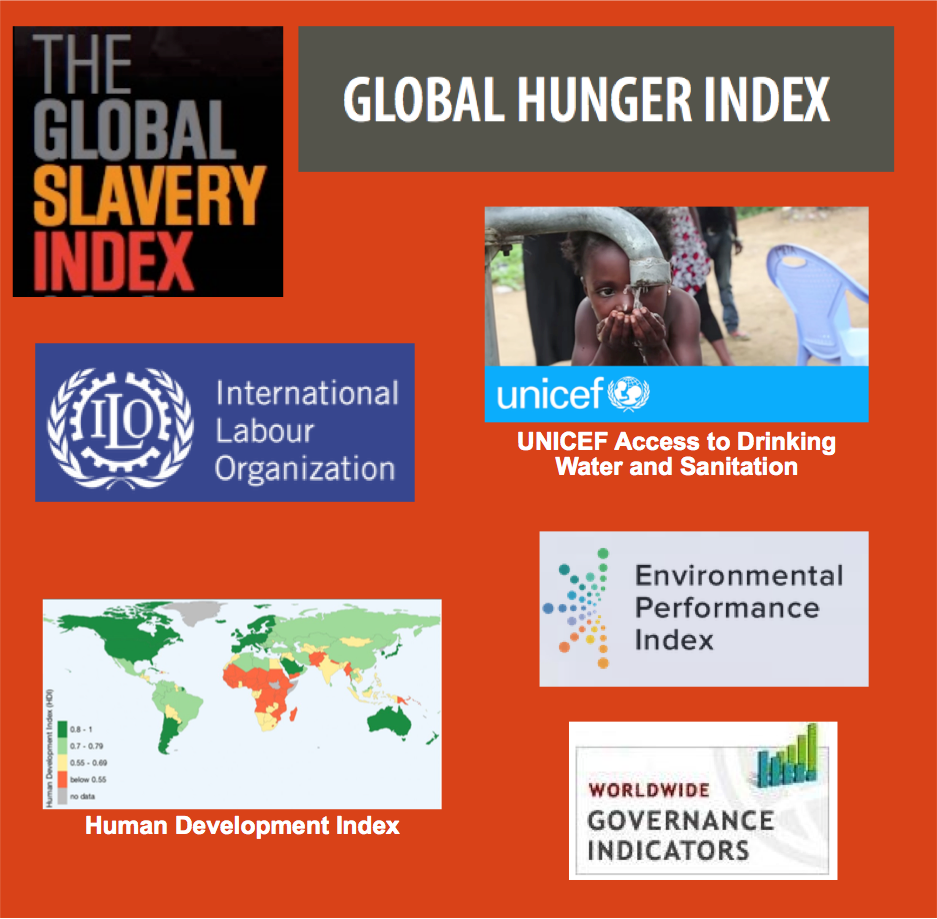 THE
GLOBAL
SLAVERY
INDEX
GLOBAL HUNGER INDEX
unicef
UNICEF Access to Drinking
Water and Sanitation
ILO
International
Labour
Organization
Environmental
Performance
Index
Human Development Index (HDI)
0.8 - 1
0.7 - 0.79
0.55 - 0.69
below 0.55
no data
Human Development Index
WORLDWIDE
GOVERNANCE
INDICATORS